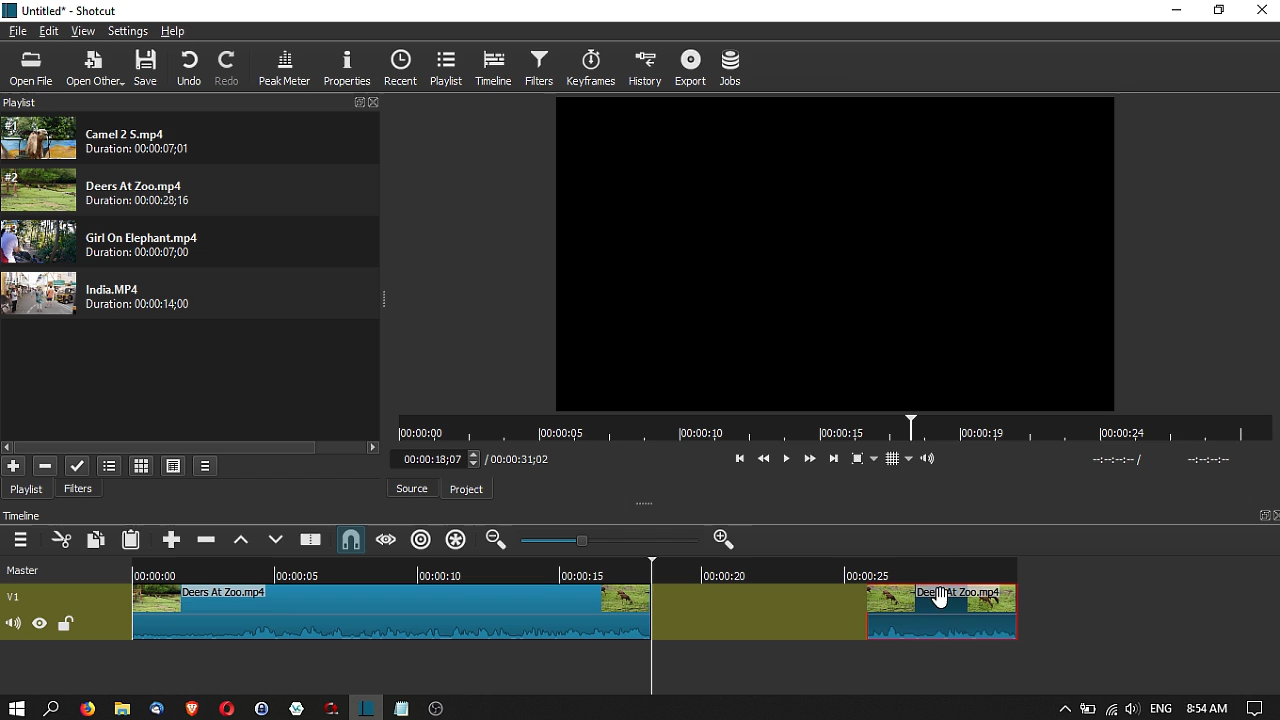 Untitled* - Shotcut
File Edit View Settings Help
Open File Open Other.. Save Undo Redo Peak Meter Properties Recent Playlist Timeline Filters Keyframes History Export Jobs
Playlist
#1
Camel 2 S.mp4
Duration: 00:00:07;01
#2
Deers At Zoo.mp4
Duration: 00:00:28;16
Girl On Elephant.mp4
Duration: 00:00:07;00
India.MP4
Duration: 00:00:14;00
00:00:00 00:00:05 00:00:10 00:00:15 00:00:19 00:00:24
00:00:18;07 / 00:00:31;02 --:--:--:-- / --:--:--:--
Playlist Filters Source Project
Timeline
Master 00:00:00 00:00:05 00:00:10 00:00:15 00:00:20 00:00:25
V1 Deers At Zoo.mp4 At Zoo.mp4
ENG 8:54 AM